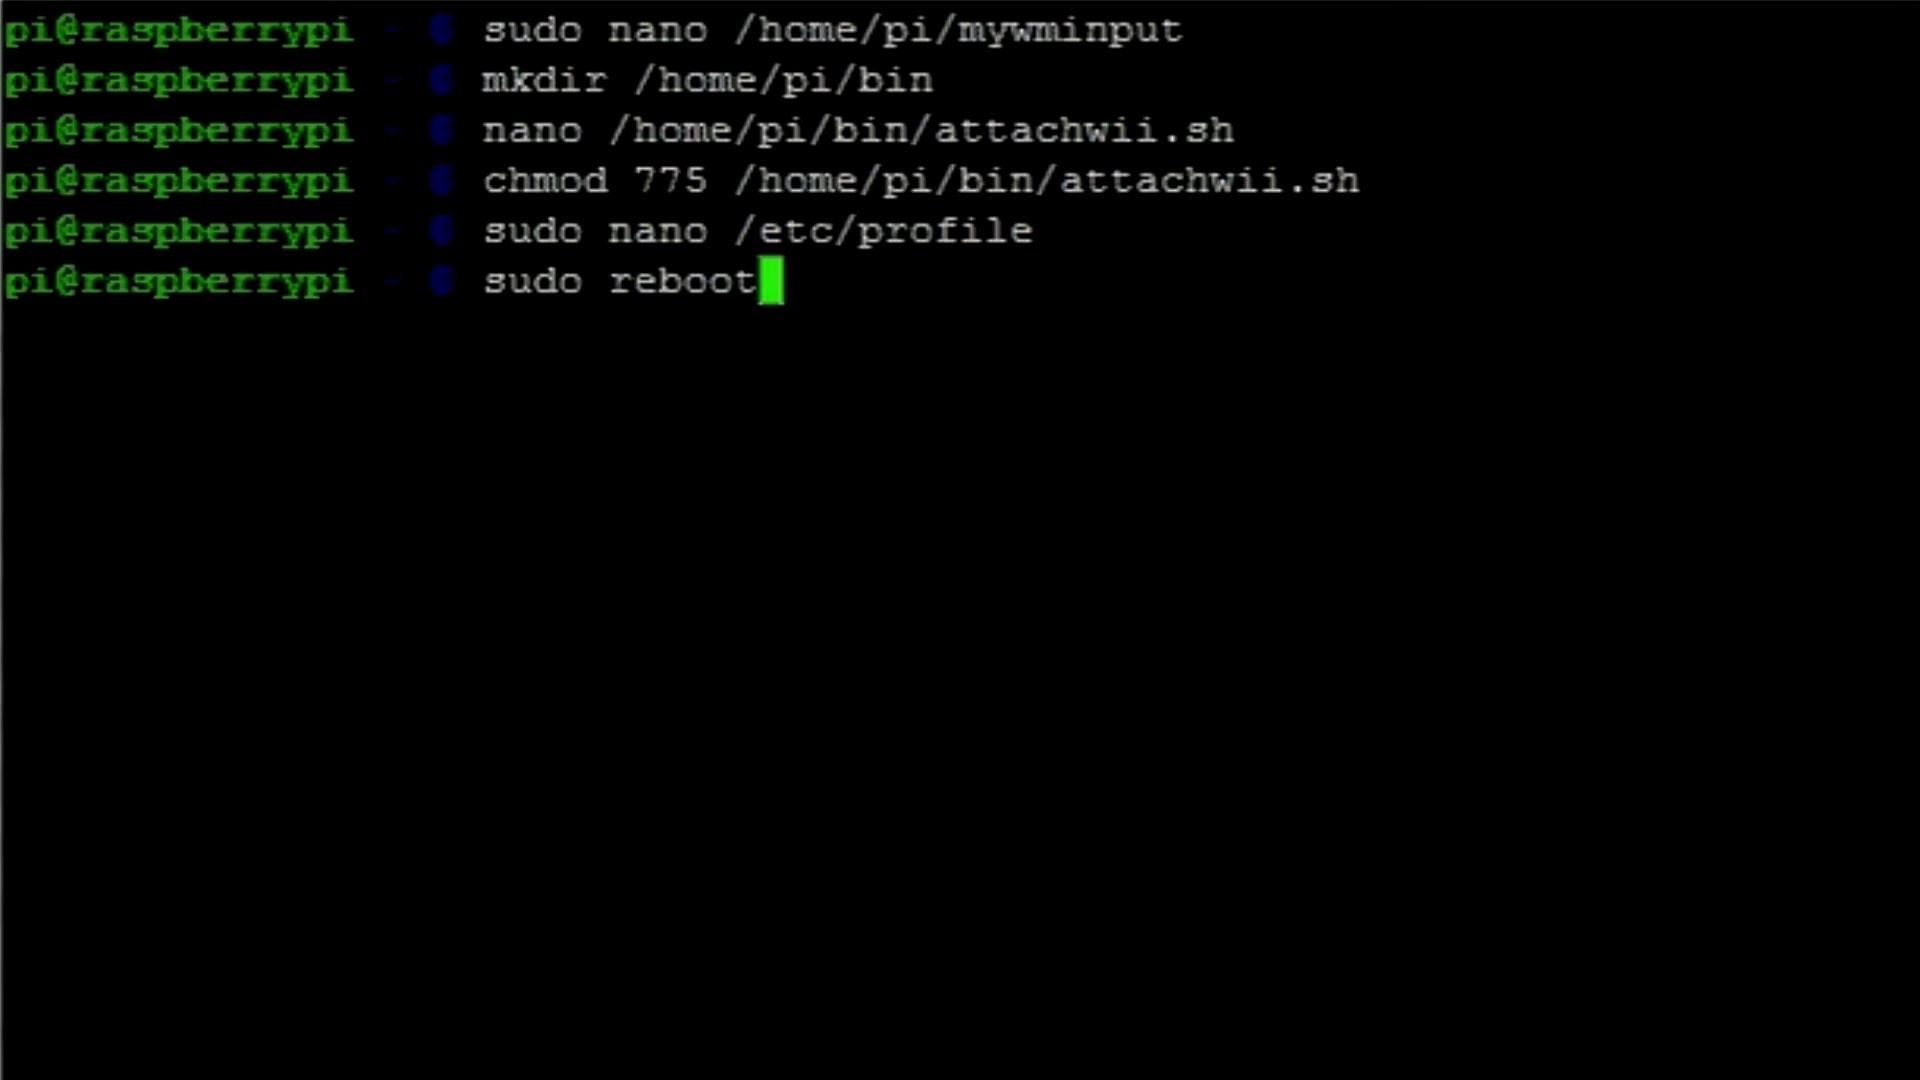 pi@raspberrypi ~ $ sudo nano /home/pi/mywminput
pi@raspberrypi ~ $ mkdir /home/pi/bin
pi@raspberrypi ~ $ nano /home/pi/bin/attachwii.sh
pi@raspberrypi ~ $ chmod 775 /home/pi/bin/attachwii.sh
pi@raspberrypi ~ $ sudo nano /etc/profile
pi@raspberrypi ~ $ sudo reboot